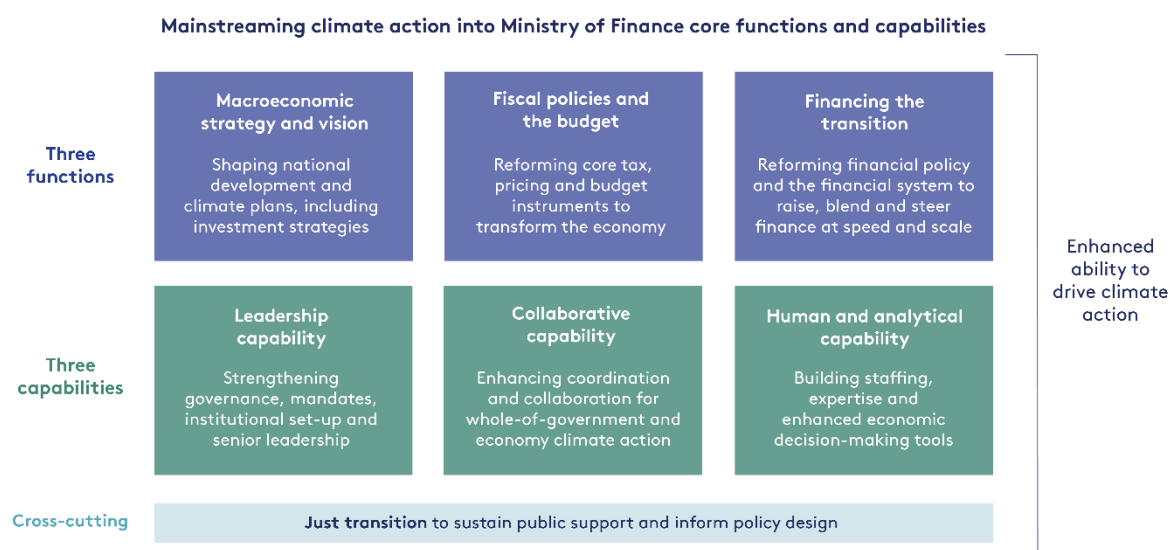 Mainstreaming climate action into Ministry of Finance core functions and capabilities
Three
functions
Macroeconomic
strategy and vision
Shaping national
development and
climate plans, including
investment strategies
Fiscal policies and
the budget
Reforming core tax,
pricing and budget
instruments to
transform the economy
Financing the
transition
Reforming financial policy
and the financial system to
raise, blend and steer
finance at speed and scale
Three
capabilities
Leadership
capability
Strengthening
governance, mandates,
institutional set-up and
senior leadership
Collaborative
capability
Enhancing coordination
and collaboration for
whole-of-government and
economy climate action
Human and analytical
capability
Building staffing,
expertise and
enhanced economic
decision-making tools
Cross-cutting
Just transition to sustain public support and inform policy design
Enhanced
ability to
drive climate
action